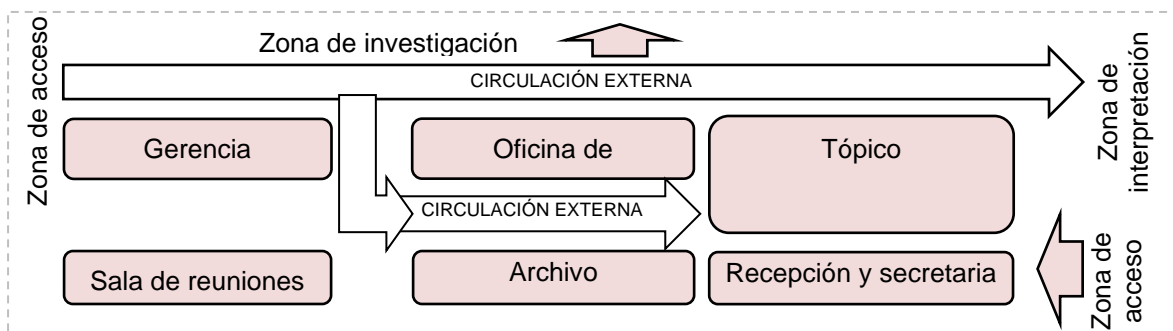 Zona de acceso
Zona de investigación
CIRCULACIÓN EXTERNA
Zona de
interpretación
Gerencia
Oficina de
Tópico
CIRCULACIÓN EXTERNA
Sala de reuniones
Archivo
Recepción y secretaria
Zona de
acceso